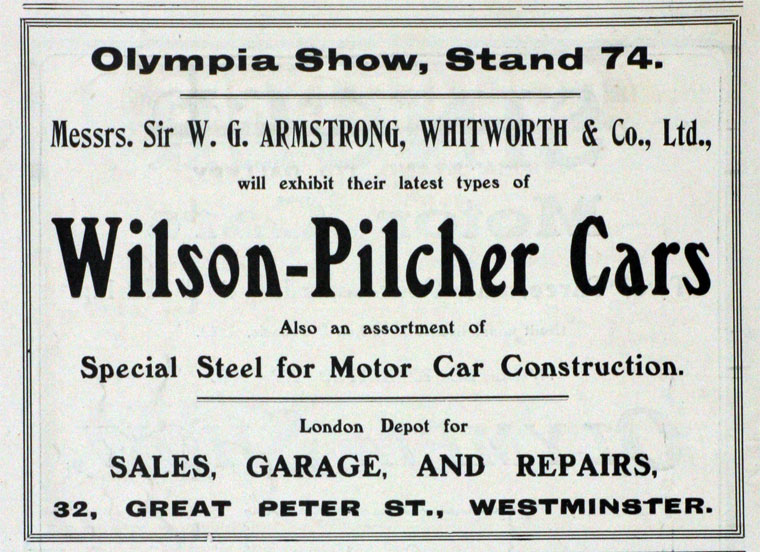 Olympia Show, Stand 74.
Messrs. Sir W. G. ARMSTRONG, WHITWORTH & Co., Ltd.,
will exhibit their latest types of
Wilson-Pilcher Cars
Also an assortment of
Special Steel for Motor Car Construction.
London Depot for
SALES, GARAGE, AND REPAIRS,
32, GREAT PETER ST., WESTMINSTER.